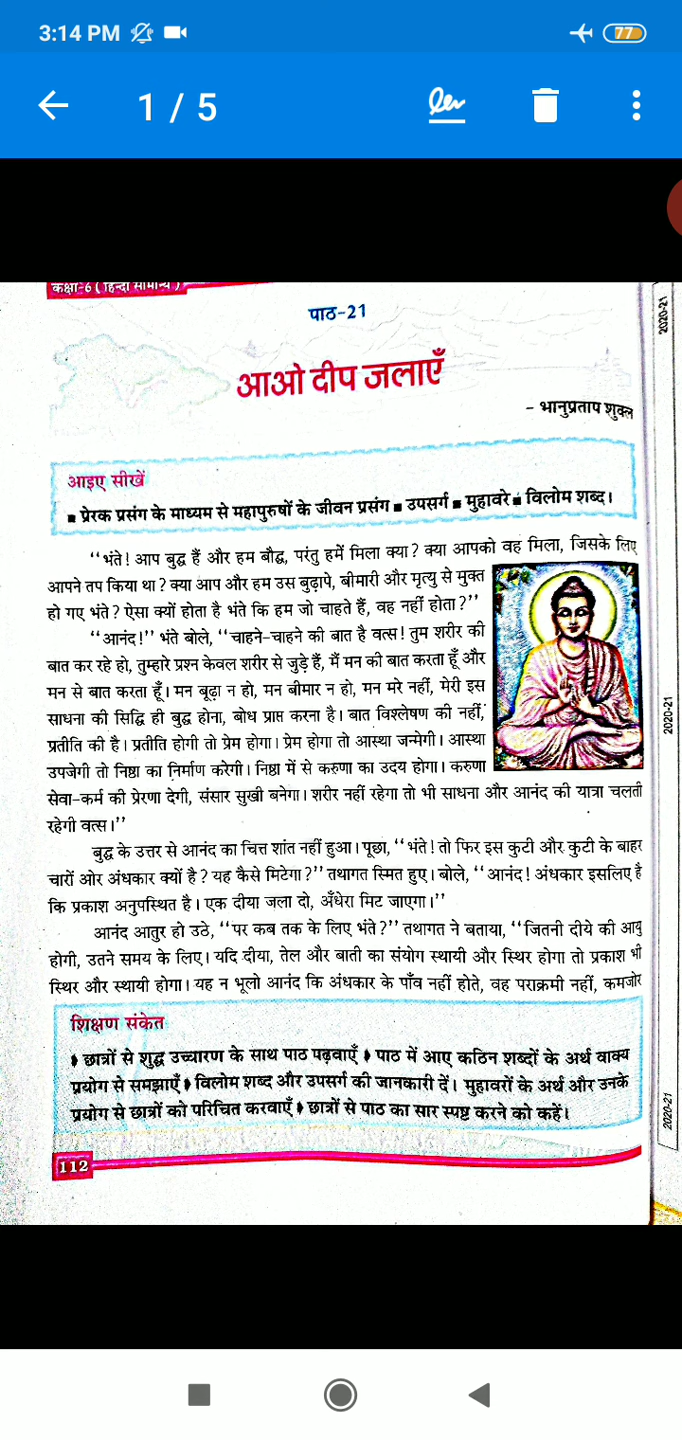 3:14 PM
77
1 / 5
कक्षा-6 ( हिन्दी सामान्य )
पाठ-21
आओ दीप जलाएँ
- भानुप्रताप शुक्ल
आइए सीखें
■ प्रेरक प्रसंग के माध्यम से महापुरुषों के जीवन प्रसंग ■ उपसर्ग ■ मुहावरे ■ विलोम शब्द।
‘‘भंते! आप बुद्ध हैं और हम बौद्ध, परंतु हमें मिला क्या? क्या आपको वह मिला, जिसके लिए
आपने तप किया था? क्या आप और हम उस बुढ़ापे, बीमारी और मृत्यु से मुक्त
हो गए भंते? ऐसा क्यों होता है भंते कि हम जो चाहते हैं, वह नहीं होता?’’
‘‘आनंद!’’ भंते बोले, ‘‘चाहने-चाहने की बात है वत्स! तुम शरीर की
बात कर रहे हो, तुम्हारे प्रश्न केवल शरीर से जुड़े हैं, मैं मन की बात करता हूँ और
मन से बात करता हूँ। मन बूढ़ा न हो, मन बीमार न हो, मन मरे नहीं, मेरी इस
साधना की सिद्धि ही बुद्ध होना, बोध प्राप्त करना है। बात विश्लेषण की नहीं,
प्रतीति की है। प्रतीति होगी तो प्रेम होगा। प्रेम होगा तो आस्था जन्मेगी। आस्था
उपजेगी तो निष्ठा का निर्माण करेगी। निष्ठा में से करुणा का उदय होगा। करुणा
सेवा-कर्म की प्रेरणा देगी, संसार सुखी बनेगा। शरीर नहीं रहेगा तो भी साधना और आनंद की यात्रा चलती
रहेगी वत्स।’’
बुद्ध के उत्तर से आनंद का चित्त शांत नहीं हुआ। पूछा, ‘‘भंते! तो फिर इस कुटी और कुटी के बाहर
चारों ओर अंधकार क्यों है? यह कैसे मिटेगा?’’ तथागत स्मित हुए। बोले, ‘‘आनंद! अंधकार इसलिए है
कि प्रकाश अनुपस्थित है। एक दीया जला दो, अँधेरा मिट जाएगा।’’
आनंद आतुर हो उठे, ‘‘पर कब तक के लिए भंते?’’ तथागत ने बताया, ‘‘जितनी दीये की आयु
होगी, उतने समय के लिए। यदि दीया, तेल और बाती का संयोग स्थायी और स्थिर होगा तो प्रकाश भी
स्थिर और स्थायी होगा। यह न भूलो आनंद कि अंधकार के पाँव नहीं होते, वह पराक्रमी नहीं, कमजोर
शिक्षण संकेत
♦ छात्रों से शुद्ध उच्चारण के साथ पाठ पढ़वाएँ ♦ पाठ में आए कठिन शब्दों के अर्थ वाक्य
प्रयोग से समझाएँ ♦ विलोम शब्द और उपसर्ग की जानकारी दें। मुहावरों के अर्थ और उनके
प्रयोग से छात्रों को परिचित करवाएँ ♦ छात्रों से पाठ का सार स्पष्ट करने को कहें।
112
2020-21
2020-21
2020-21